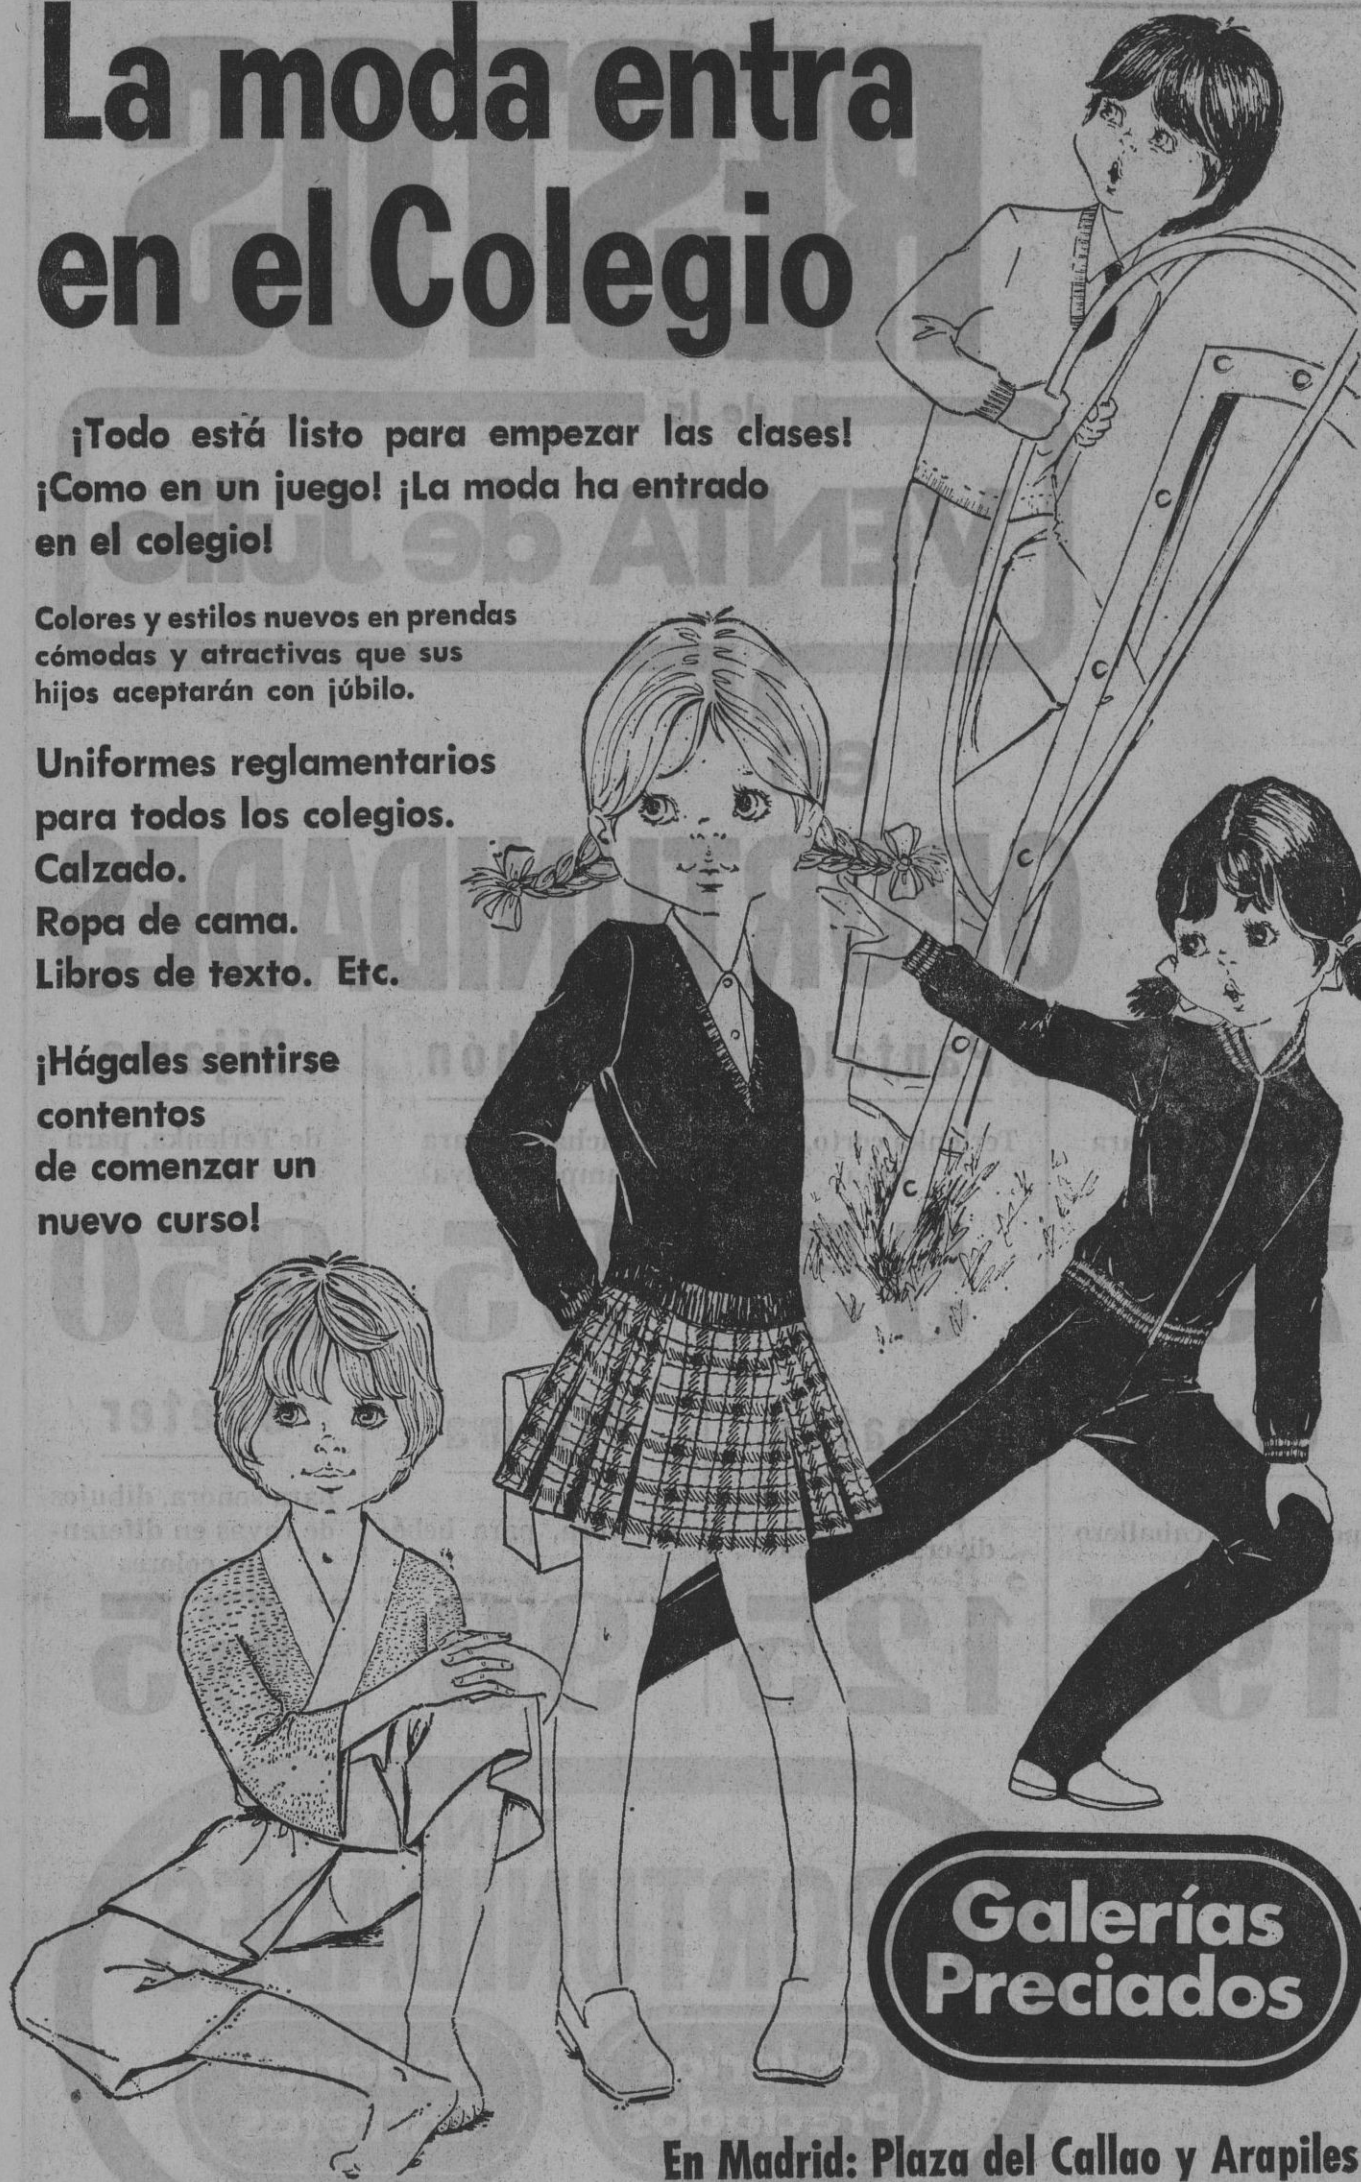 La moda entra
en el Colegio
¡Todo está listo para empezar las clases!
¡Como en un juego! ¡La moda ha entrado
en el colegio!
Colores y estilos nuevos en prendas
cómodas y atractivas que sus
hijos aceptarán con júbilo.
Uniformes reglamentarios
para todos los colegios.
Calzado.
Ropa de cama.
Libros de texto. Etc.
¡Hágales sentirse
contentos
de comenzar un
nuevo curso!
Galerías
Preciados
En Madrid: Plaza del Callao y Arapiles